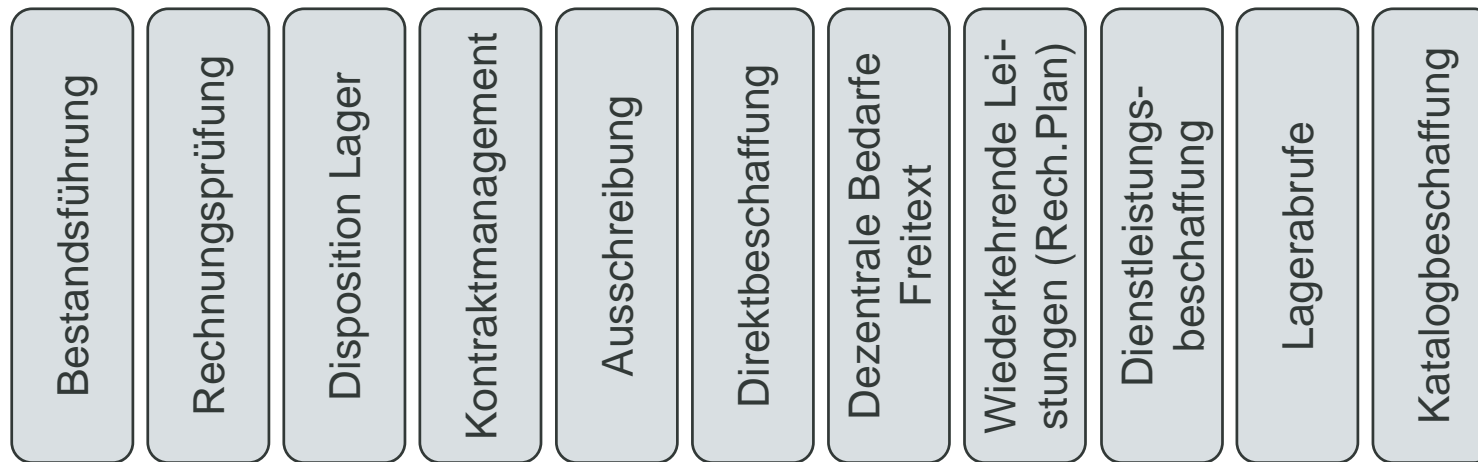 Bestandsführung
Rechnungsprüfung
Disposition Lager
Kontraktmanagement
Ausschreibung
Direktbeschaffung
Dezentrale Bedarfe
Freitext
Wiederkehrende Lei-
stungen (Rech.Plan)
Dienstleistungs-
beschaffung
Lagerabrufe
Katalogbeschaffung